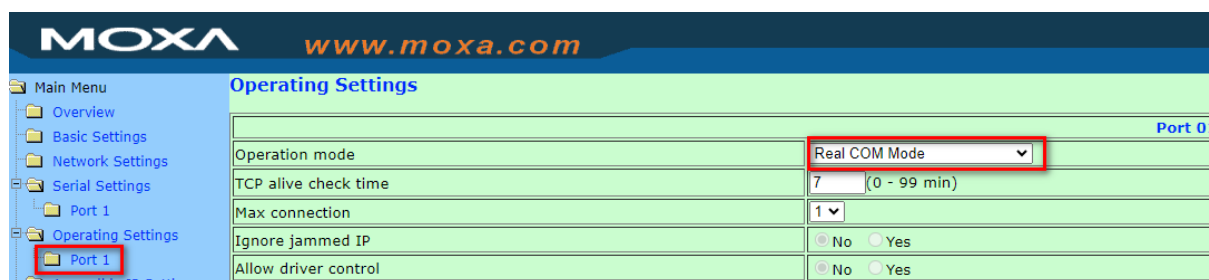 MOXA www.moxa.com
Main Menu
Overview
Basic Settings
Network Settings
Serial Settings
Port 1
Operating Settings
Port 1
Operating Settings
Port 0
Operation mode Real COM Mode
TCP alive check time 7 (0 - 99 min)
Max connection 1
Ignore jammed IP No Yes
Allow driver control No Yes